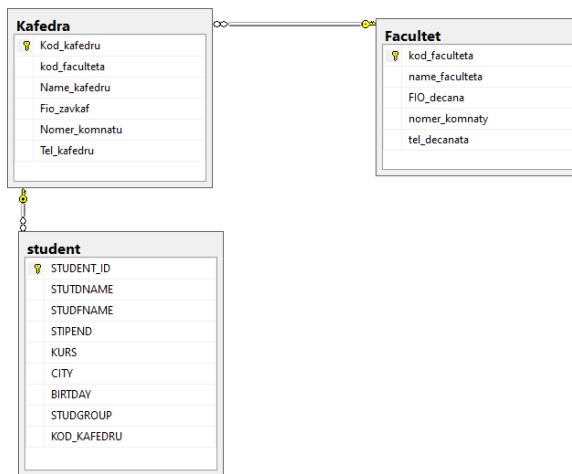 Kafedra
Kod_kafedru
kod_faculteta
Name_kafedru
Fio_zavkaf
Nomer_komnatu
Tel_kafedru
Facultet
kod_faculteta
name_faculteta
FIO_decana
nomer_komnaty
tel_decanata
student
STUDENT_ID
STUTDNAME
STUDFNAME
STIPEND
KURS
CITY
BIRTDAY
STUDGROUP
KOD_KAFEDRU